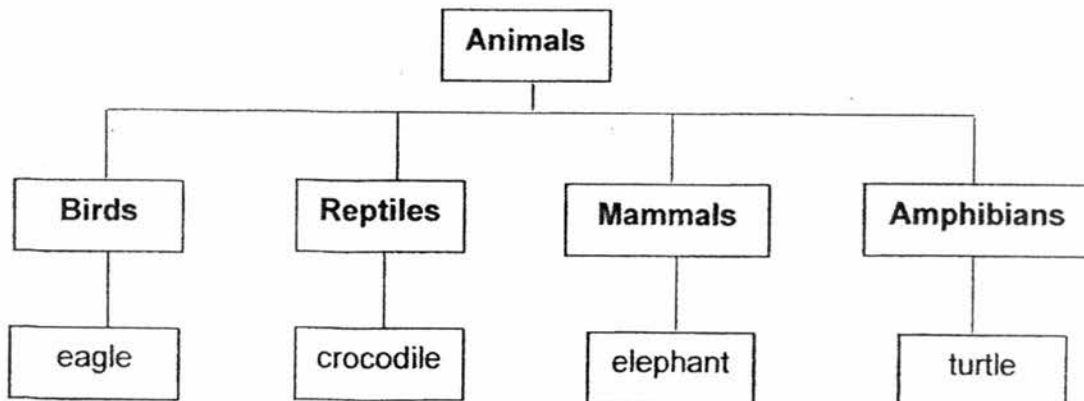 Animals
Birds
Reptiles
Mammals
Amphibians
eagle
crocodile
elephant
turtle